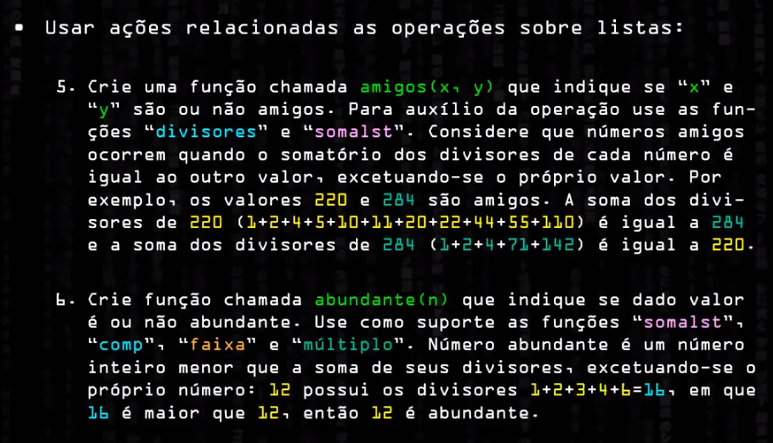 ▪ Usar ações relacionadas as operações sobre listas:
5. Crie uma função chamada amigos(x, y) que indique se “x” e
“y” são ou não amigos. Para auxílio da operação use as fun-
ções “divisores” e “somalst”. Considere que números amigos
ocorrem quando o somatório dos divisores de cada número é
igual ao outro valor, excetuando-se o próprio valor. Por
exemplo, os valores 220 e 284 são amigos. A soma dos divi-
sores de 220 (1+2+4+5+10+11+20+22+44+55+110) é igual a 284
e a soma dos divisores de 284 (1+2+4+71+142) é igual a 220.
6. Crie função chamada abundante(n) que indique se dado valor
é ou não abundante. Use como suporte as funções “somalst”,
“comp”, “faixa” e “múltiplo”. Número abundante é um número
inteiro menor que a soma de seus divisores, excetuando-se o
próprio número: 12 possui os divisores 1+2+3+4+6=16, em que
16 é maior que 12, então 12 é abundante.